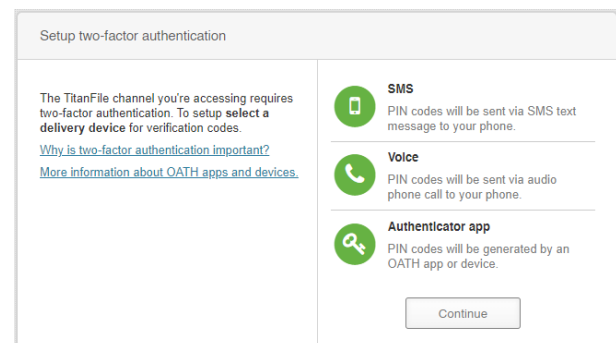 Setup two-factor authentication
The TitanFile channel you're accessing requires
two-factor authentication. To setup select a
delivery device for verification codes.
Why is two-factor authentication important?
More information about OATH apps and devices.
SMS
PIN codes will be sent via SMS text
message to your phone.
Voice
PIN codes will be sent via audio
phone call to your phone.
Authenticator app
PIN codes will be generated by an
OATH app or device.
Continue